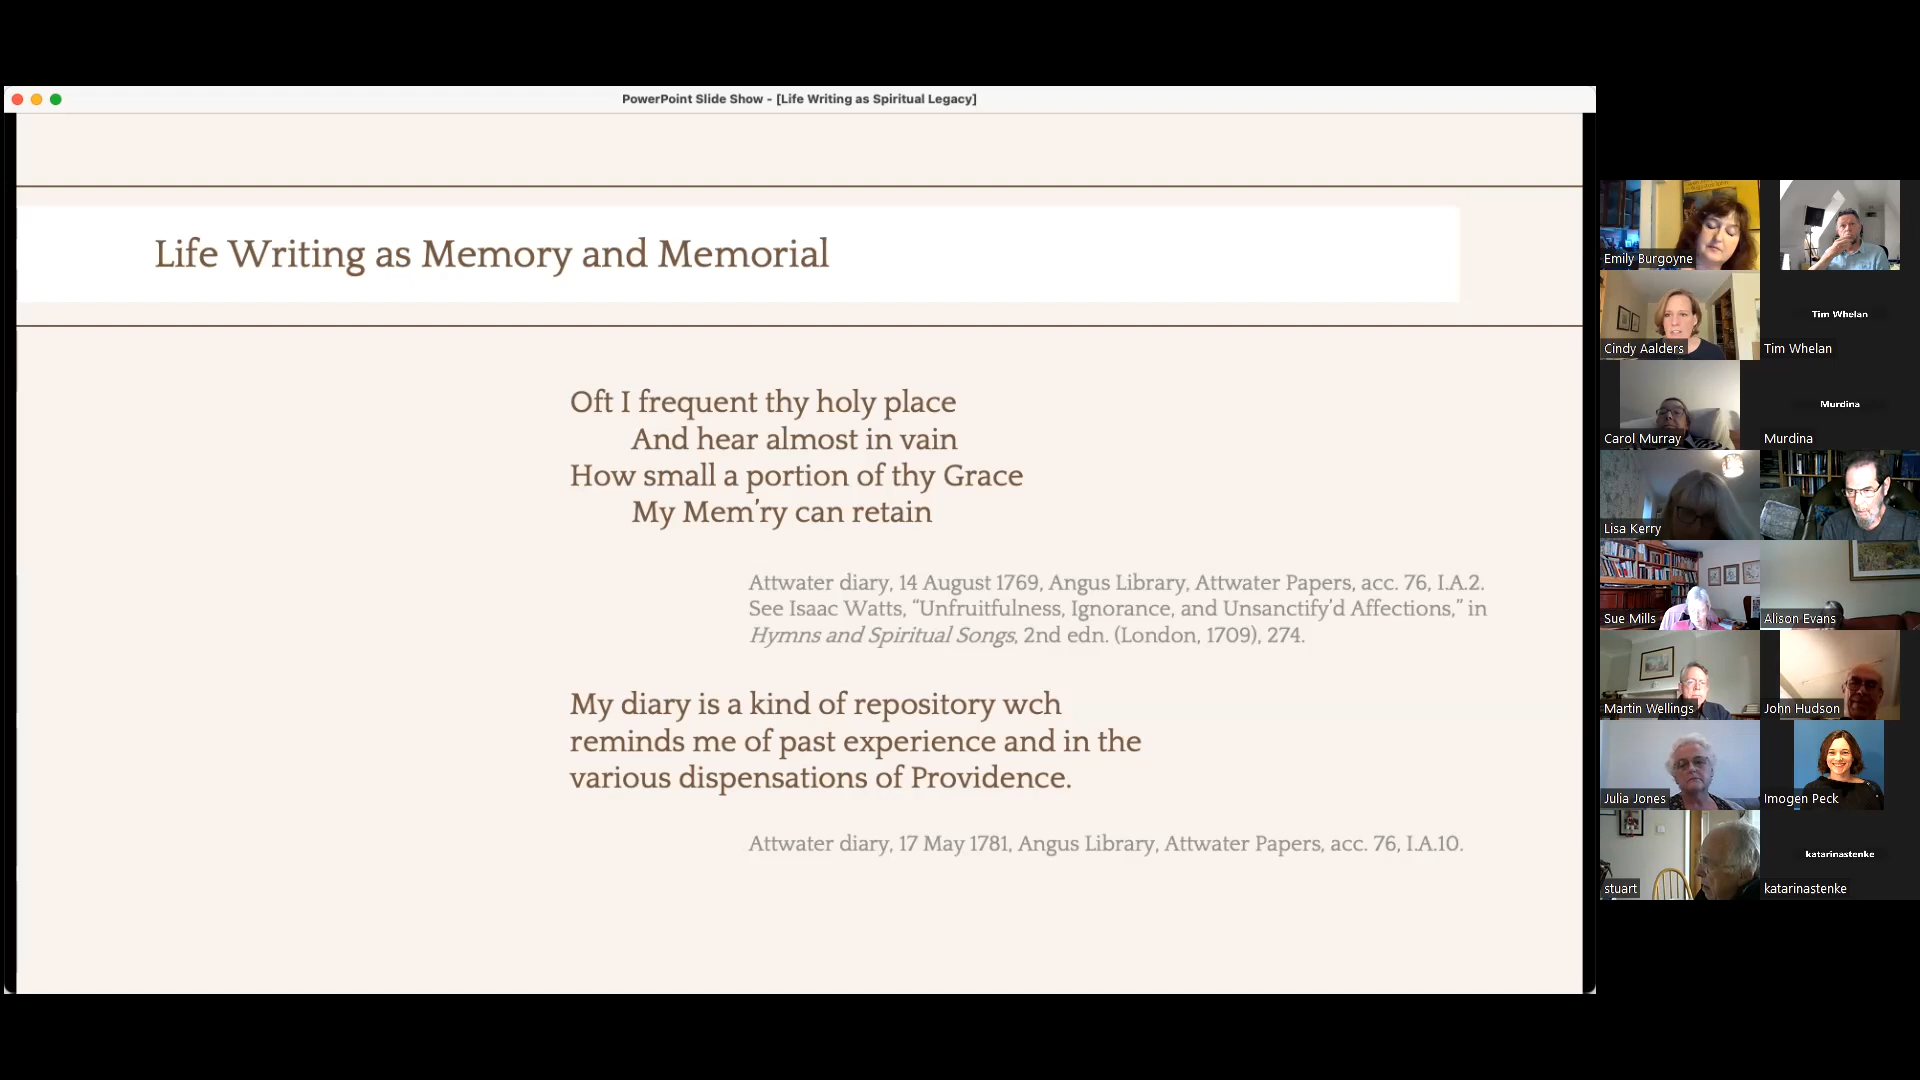 PowerPoint Slide Show - [Life Writing as Spiritual Legacy]
Life Writing as Memory and Memorial
Oft I frequent thy holy place
And hear almost in vain
How small a portion of thy Grace
My Mem’ry can retain
Attwater diary, 14 August 1769, Angus Library, Attwater Papers, acc. 76, I.A.2.
See Isaac Watts, “Unfruitfulness, Ignorance, and Unsanctify’d Affections,” in
Hymns and Spiritual Songs, 2nd edn. (London, 1709), 274.
My diary is a kind of repository wch
reminds me of past experience and in the
various dispensations of Providence.
Attwater diary, 17 May 1781, Angus Library, Attwater Papers, acc. 76, I.A.10.
Emily Burgoyne
Cindy Aalders
Tim Whelan
Tim Whelan
Carol Murray
Murdina
Murdina
Lisa Kerry
Sue Mills
Alison Evans
Martin Wellings
John Hudson
Julia Jones
Imogen Peck
stuart
katarinastenke
katarinastenke